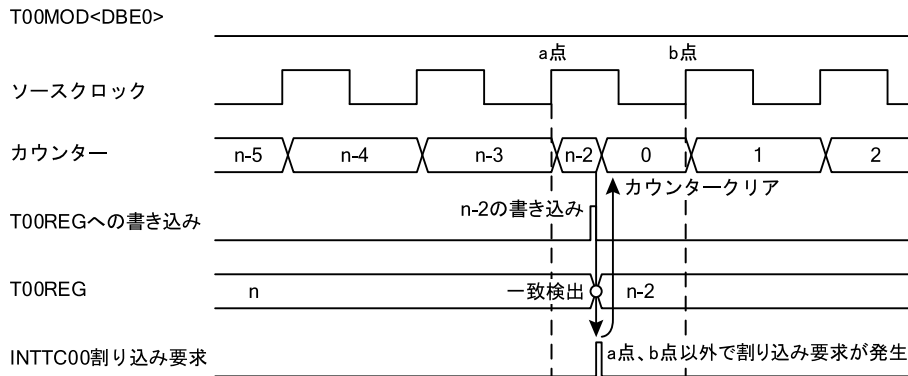 T00MOD<DBE0>
a点 b点
ソースクロック
カウンター n-5 n-4 n-3 n-2 0 1 2
カウンタークリア
T00REGへの書き込み n-2の書き込み
T00REG n 一致検出 n-2
INTTC00割り込み要求 a点、b点以外で割り込み要求が発生